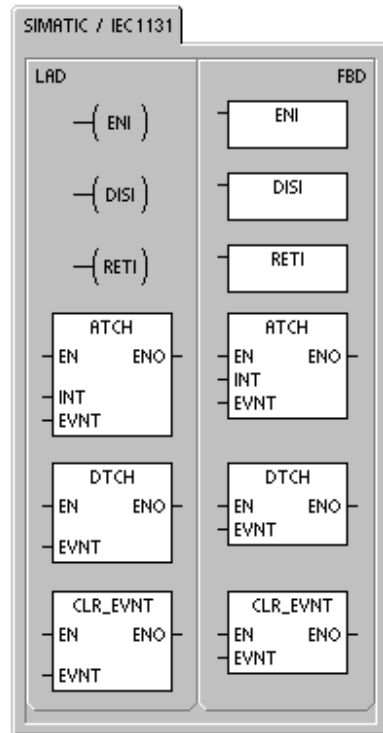 SIMATIC / IEC1131
LAD
FBD
ENI
ENI
DISI
DISI
RETI
RETI
ATCH
EN ENO
INT
EVNT
ATCH
EN ENO
INT
EVNT
DTCH
EN ENO
EVNT
DTCH
EN ENO
EVNT
CLR_EVNT
EN ENO
EVNT
CLR_EVNT
EN ENO
EVNT